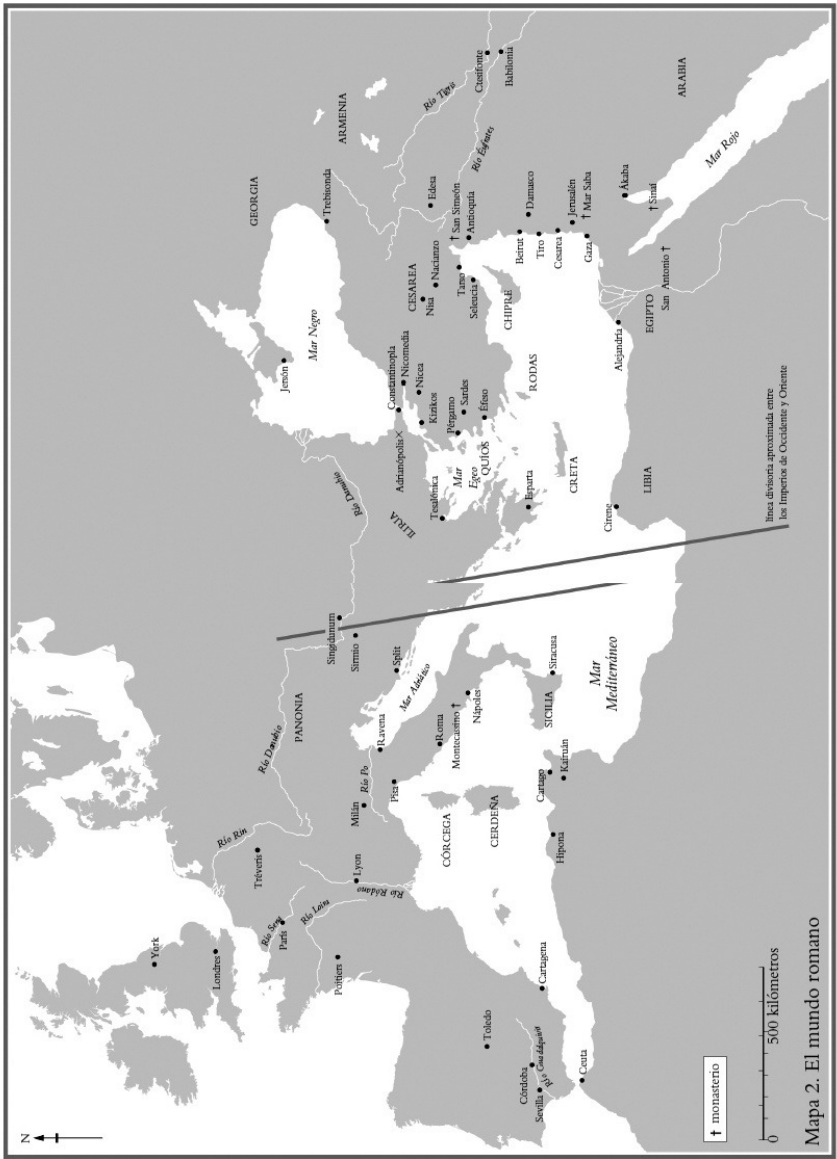 N
York
Londres
Río Rin
Tréveris
Río Sena
París
Río Loira
Poitiers
Lyon
Río Ródano
Milán
Río Po
Pisa
Ravena
Río Danubio
PANONIA
Singidunum
Sirmio
Split
Mar Adriático
Roma
Montecasino †
Nápoles
CÓRCEGA
CERDEÑA
SICILIA
Siracusa
Mar
Mediterráneo
Cartago
Kairuán
Hipona
Cartagena
Toledo
Córdoba
Río Guadalquivir
Sevilla
Ceuta
GEORGIA
ARMENIA
Trebisonda
Mar Negro
Jersón
Río Danubio
ILIRIA
Constantinopla
Nicomedia
Nicea
Adrianópolis×
Kízikos
Tesalónica
Mar
Egeo
Pérgamo
Sardes
QUÍOS
Éfeso
Esparta
CRETA
RODAS
CHIPRE
CESAREA
Nisa
Nacianzo
Edesa
Tarso
Seleucia
† San Simeón
Antioquía
Río Tigris
Río Éufrates
Ctesifonte
Babilonia
Beirut
Damasco
Tiro
Cesarea
Jerusalén
† Mar Saba
Gaza
Ákaba
† Sinaí
ARABIA
Mar Rojo
San Antonio †
EGIPTO
Alejandría
Cirene
LIBIA
línea divisoria aproximada entre
los Imperios de Occidente y Oriente
† monasterio
0 500 kilómetros
Mapa 2. El mundo romano